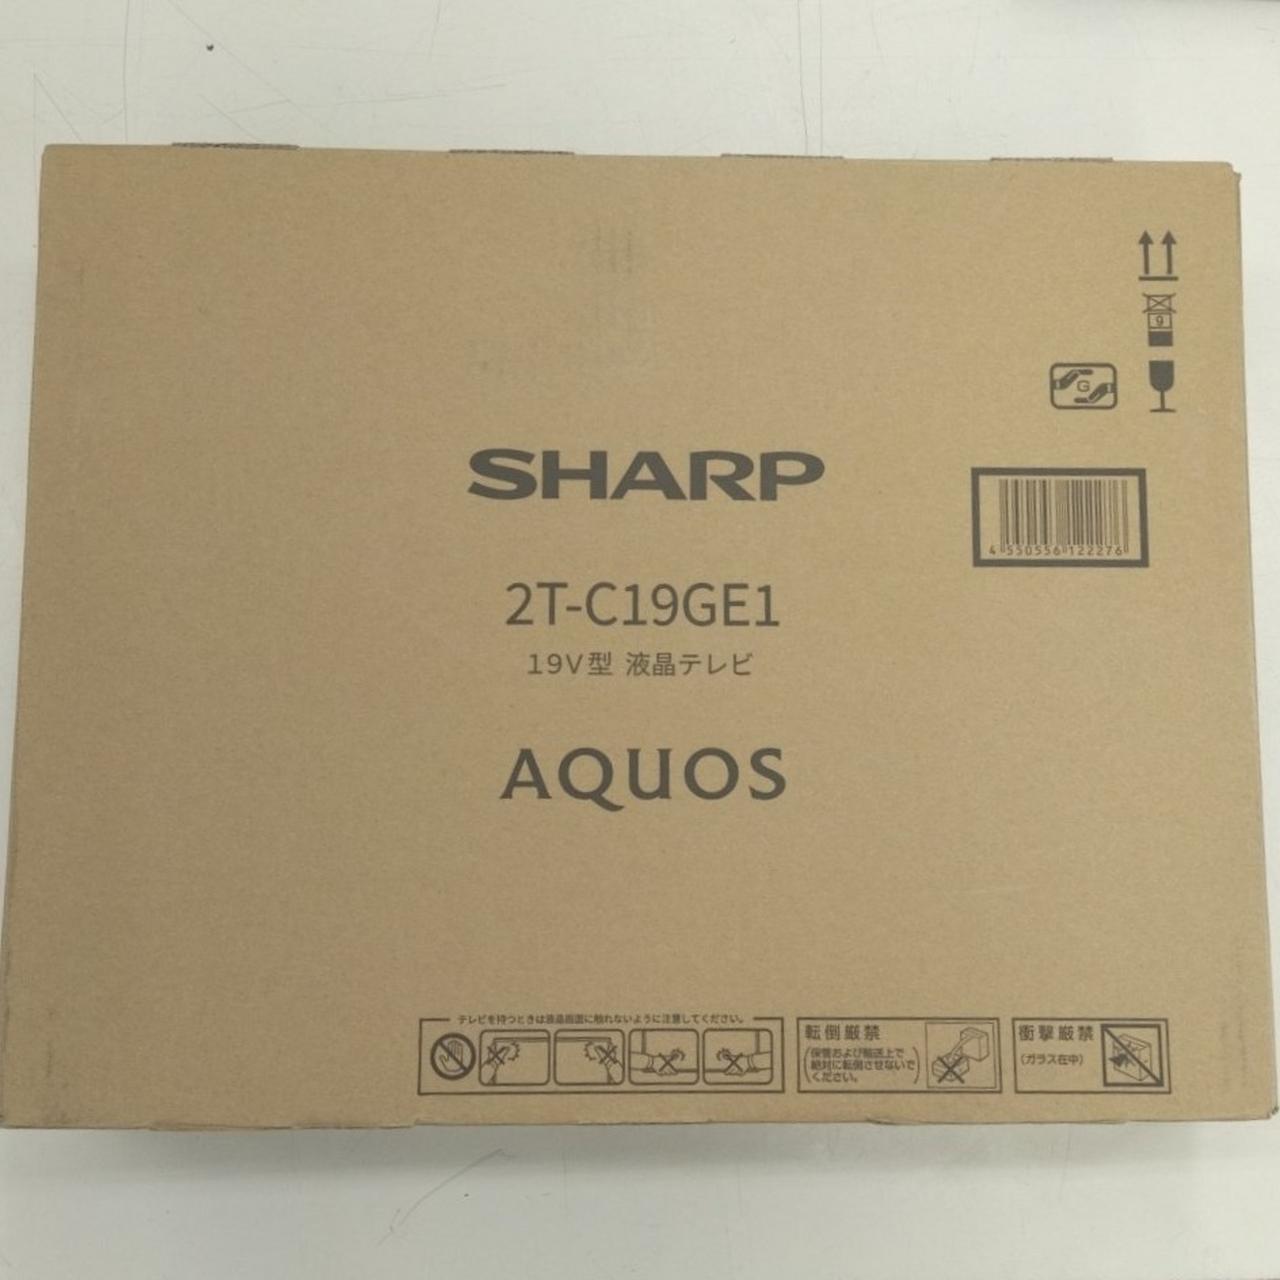 9
G
SHARP
4 550556 122276
2T-C19GE1
19V型 液晶テレビ
AQUOS
テレビを持つときは液晶画面に触れないように注意してください。
転倒厳禁
(保管および輸送上で
絶対に転倒させないで
ください。)
衝撃厳禁
(ガラス在中)